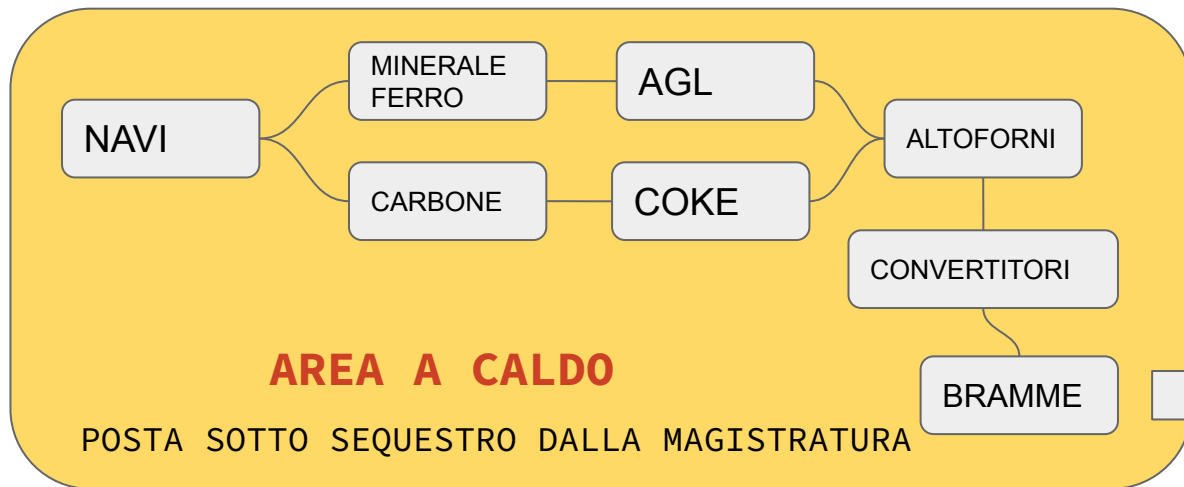 NAVI
MINERALE
FERRO
AGL
ALTOFORNI
CARBONE
COKE
CONVERTITORI
BRAMME
AREA A CALDO
POSTA SOTTO SEQUESTRO DALLA MAGISTRATURA